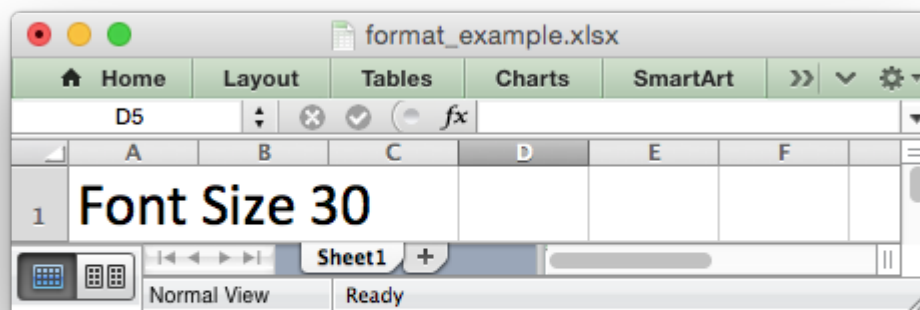 format_example.xlsx
Home Layout Tables Charts SmartArt
D5 fx
A B C D E F
1 Font Size 30
Sheet1 +
Normal View Ready